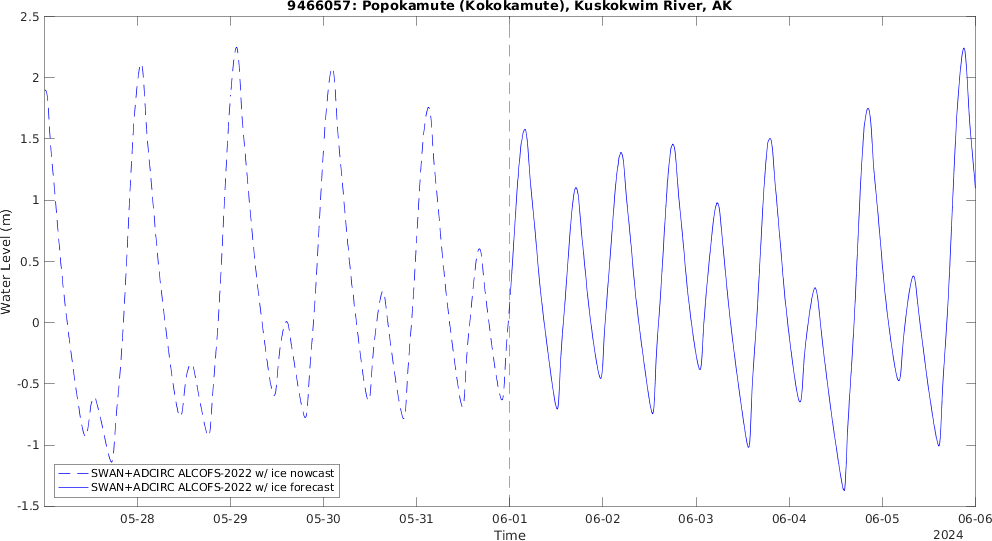 9466057: Popokamute (Kokokamute), Kuskokwim River, AK
2.5
2
1.5
1
0.5
0
-0.5
-1
-1.5
Water Level (m)
SWAN+ADCIRC ALCOFS-2022 w/ ice nowcast
SWAN+ADCIRC ALCOFS-2022 w/ ice forecast
05-28 05-29 05-30 05-31 06-01 06-02 06-03 06-04 06-05 06-06
Time
2024